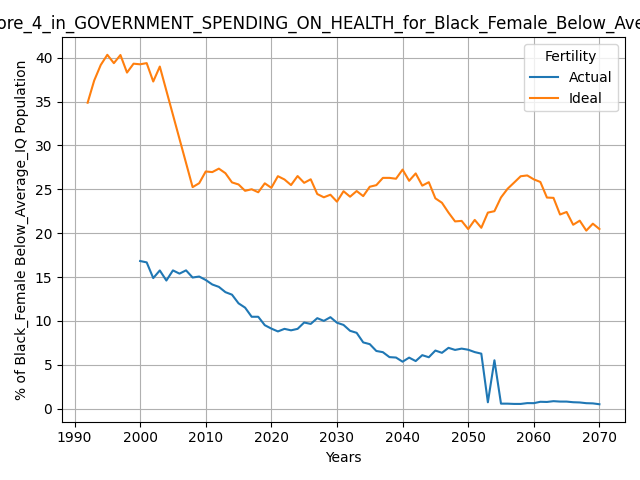 ore_4_in_GOVERNMENT_SPENDING_ON_HEALTH_for_Black_Female_Below_Ave
Fertility
Actual
Ideal
% of Black_Female Below_Average_IQ Population
40
35
30
25
20
15
10
5
0
1990 2000 2010 2020 2030 2040 2050 2060 2070
Years